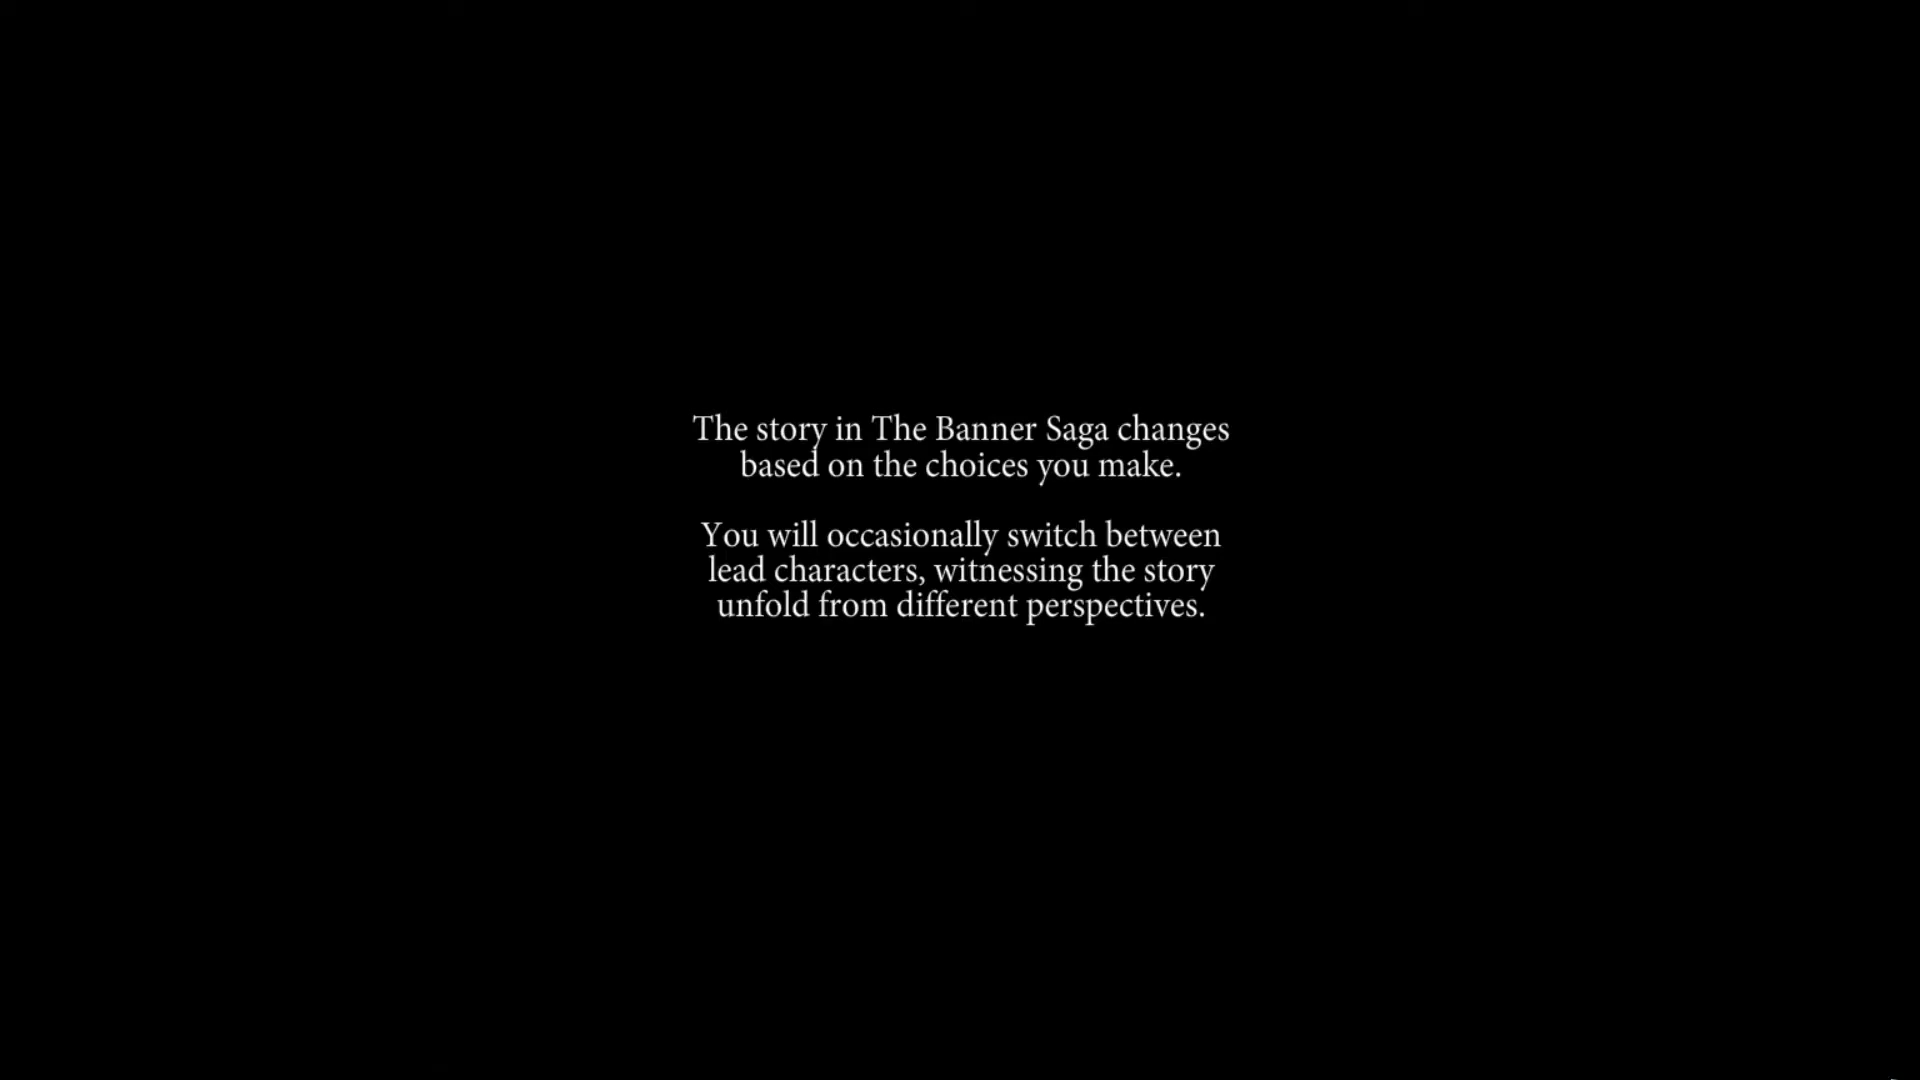 The story in The Banner Saga changes
based on the choices you make.
You will occasionally switch between
lead characters, witnessing the story
unfold from different perspectives.